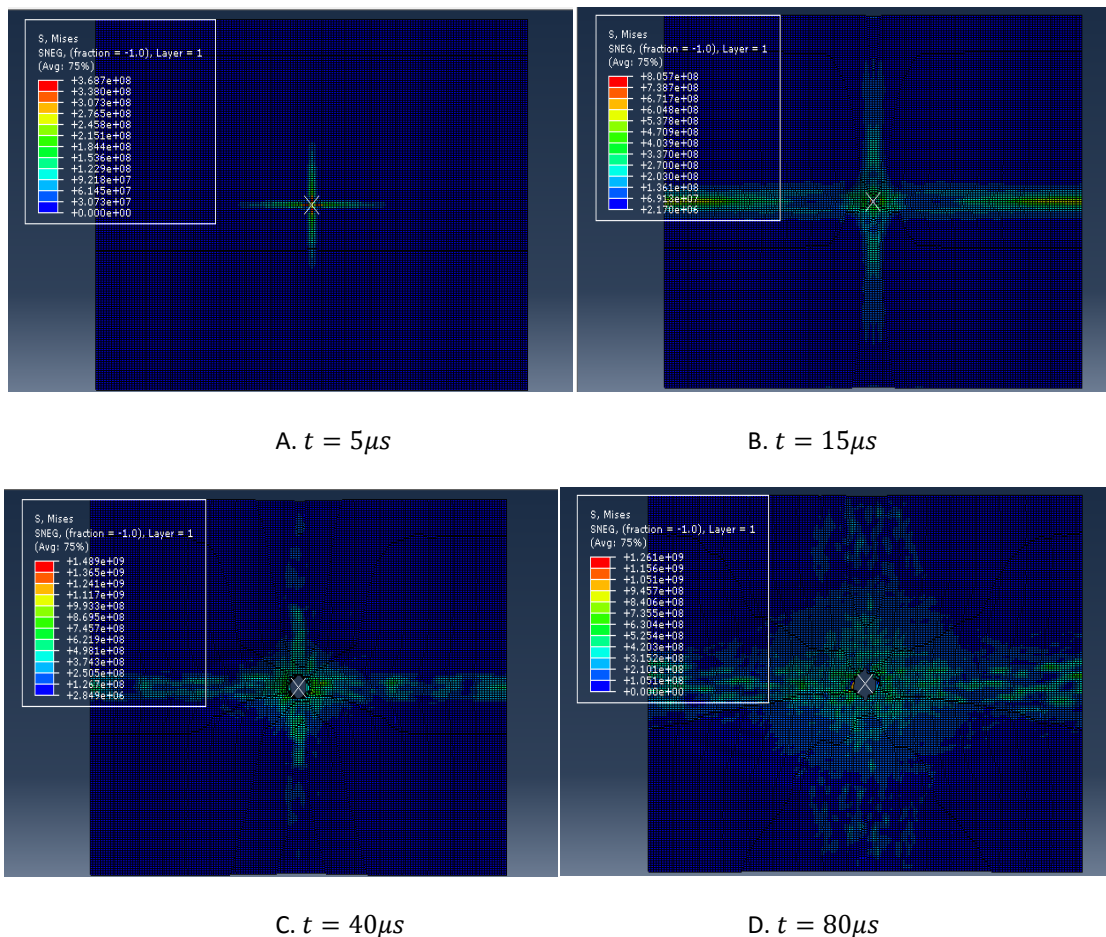 S, Mises
SNEG, (fraction = -1.0), Layer = 1
(Avg: 75%)
+3.687e+08
+3.380e+08
+3.073e+08
+2.765e+08
+2.458e+08
+2.151e+08
+1.844e+08
+1.536e+08
+1.229e+08
+9.218e+07
+6.145e+07
+3.073e+07
+0.000e+00
S, Mises
SNEG, (fraction = -1.0), Layer = 1
(Avg: 75%)
+8.057e+08
+7.387e+08
+6.717e+08
+6.048e+08
+5.378e+08
+4.709e+08
+4.039e+08
+3.370e+08
+2.700e+08
+2.030e+08
+1.361e+08
+6.913e+07
+2.170e+06
A. t = 5μs
B. t = 15μs
S, Mises
SNEG, (fraction = -1.0), Layer = 1
(Avg: 75%)
+1.489e+09
+1.365e+09
+1.241e+09
+1.117e+09
+9.933e+08
+8.695e+08
+7.457e+08
+6.219e+08
+4.981e+08
+3.743e+08
+2.505e+08
+1.267e+08
+2.849e+06
S, Mises
SNEG, (fraction = -1.0), Layer = 1
(Avg: 75%)
+1.261e+09
+1.156e+09
+1.051e+09
+9.457e+08
+8.406e+08
+7.355e+08
+6.304e+08
+5.254e+08
+4.203e+08
+3.152e+08
+2.101e+08
+1.051e+08
+0.000e+00
C. t = 40μs
D. t = 80μs